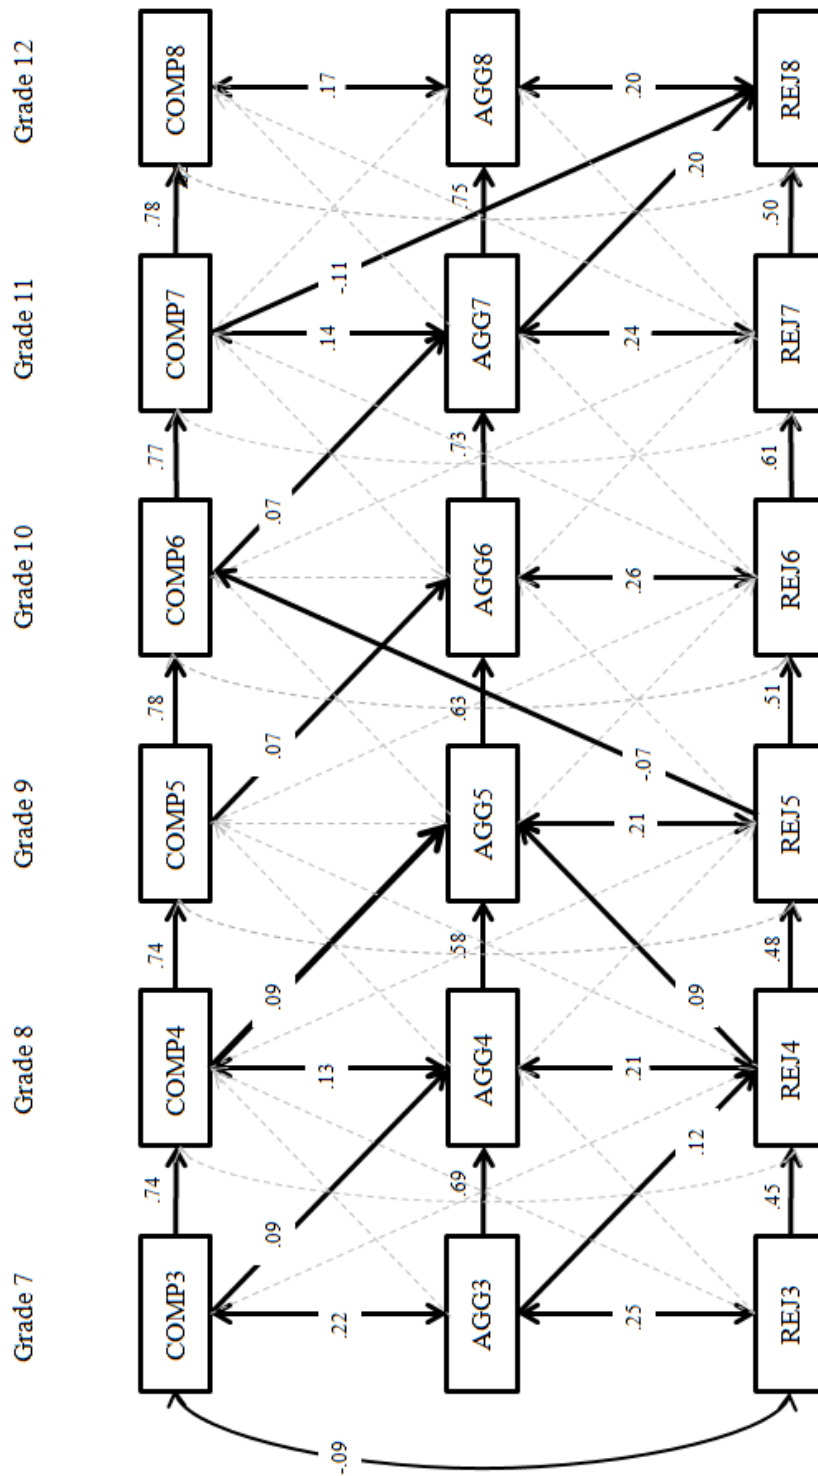 Grade 7
Grade 8
Grade 9
Grade 10
Grade 11
Grade 12
COMP3
.74
COMP4
.74
COMP5
.78
COMP6
.77
COMP7
.78
COMP8
.09
.09
.07
.07
-.09
.22
.13
.14
-.11
.17
AGG3
.69
AGG4
.58
AGG5
.63
AGG6
.73
AGG7
.75
AGG8
.25
.21
.21
-.07
.26
.24
.20
.12
.09
.20
REJ3
.45
REJ4
.48
REJ5
.51
REJ6
.61
REJ7
.50
REJ8